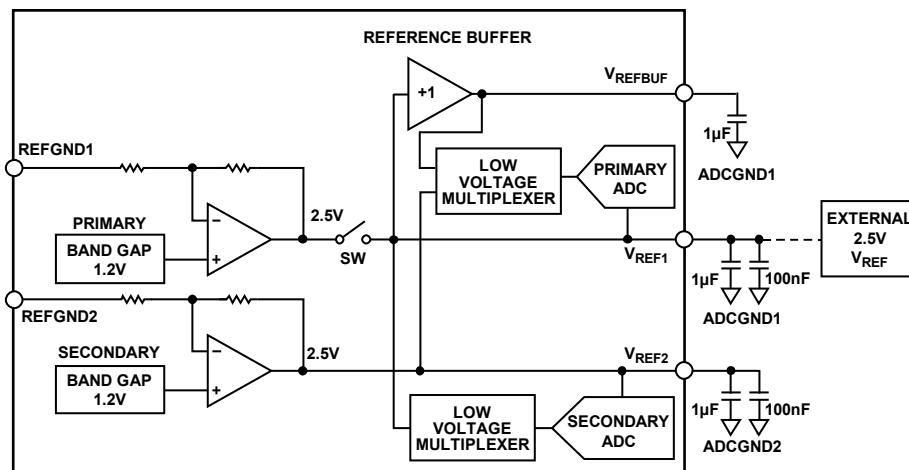 REFERENCE BUFFER
+1
VREFBUF
1µF
ADCGND1
REFGND1
LOW
VOLTAGE
MULTIPLEXER
PRIMARY
ADC
PRIMARY
BAND GAP
1.2V
−
+
2.5V
SW
VREF1
1µF
100nF
ADCGND1
EXTERNAL
2.5V
VREF
REFGND2
SECONDARY
BAND GAP
1.2V
−
+
2.5V
VREF2
1µF
100nF
ADCGND2
LOW
VOLTAGE
MULTIPLEXER
SECONDARY
ADC